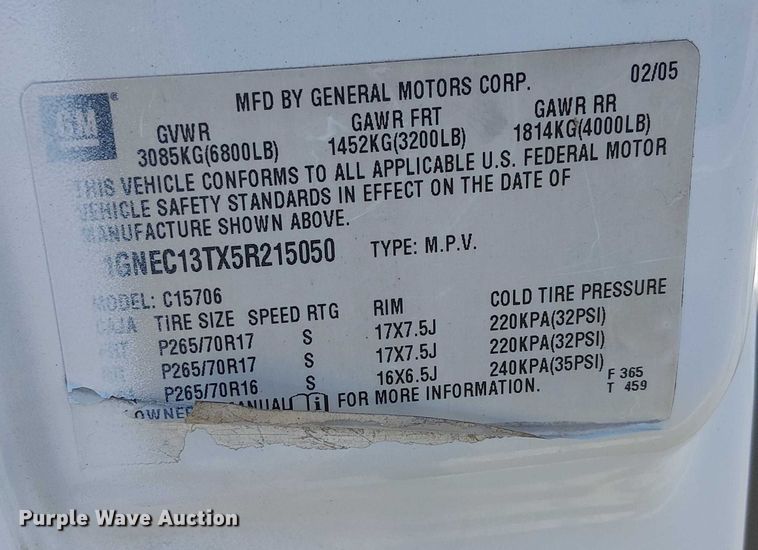 02/05
MFD BY GENERAL MOTORS CORP.
GM
GVWR GAWR FRT GAWR RR
3085KG(6800LB) 1452KG(3200LB) 1814KG(4000LB)
THIS VEHICLE CONFORMS TO ALL APPLICABLE U.S. FEDERAL MOTOR
VEHICLE SAFETY STANDARDS IN EFFECT ON THE DATE OF
MANUFACTURE SHOWN ABOVE.
1GNEC13TX5R215050 TYPE: M.P.V.
MODEL: C15706
TIRE SIZE SPEED RTG RIM COLD TIRE PRESSURE
FRT P265/70R17 S 17X7.5J 220KPA(32PSI)
P265/70R17 S 17X7.5J 220KPA(32PSI)
P265/70R16 S 16X6.5J 240KPA(35PSI)
OWNER MANUAL i FOR MORE INFORMATION.
F 365
T 459
Purple Wave Auction